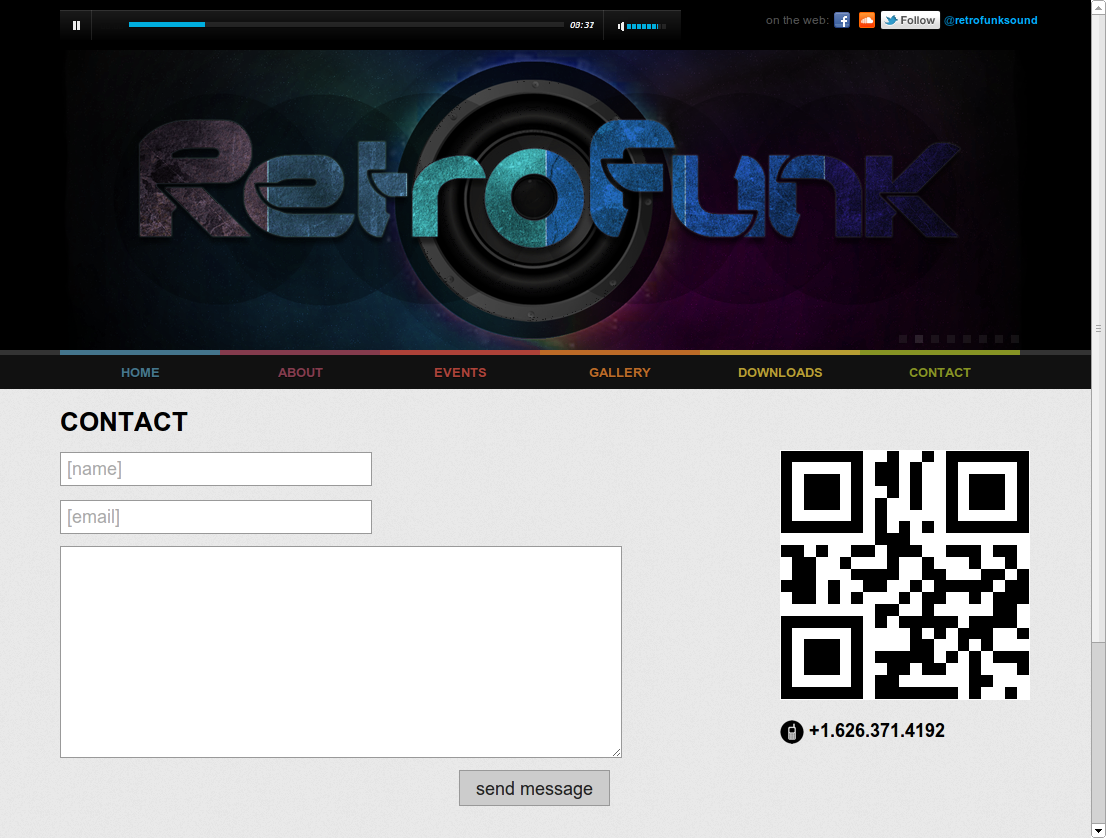 03:37
on the web:
Follow @retrofunksound
RetroFunk
HOME ABOUT EVENTS GALLERY DOWNLOADS CONTACT
CONTACT
[name]
[email]
send message
+1.626.371.4192